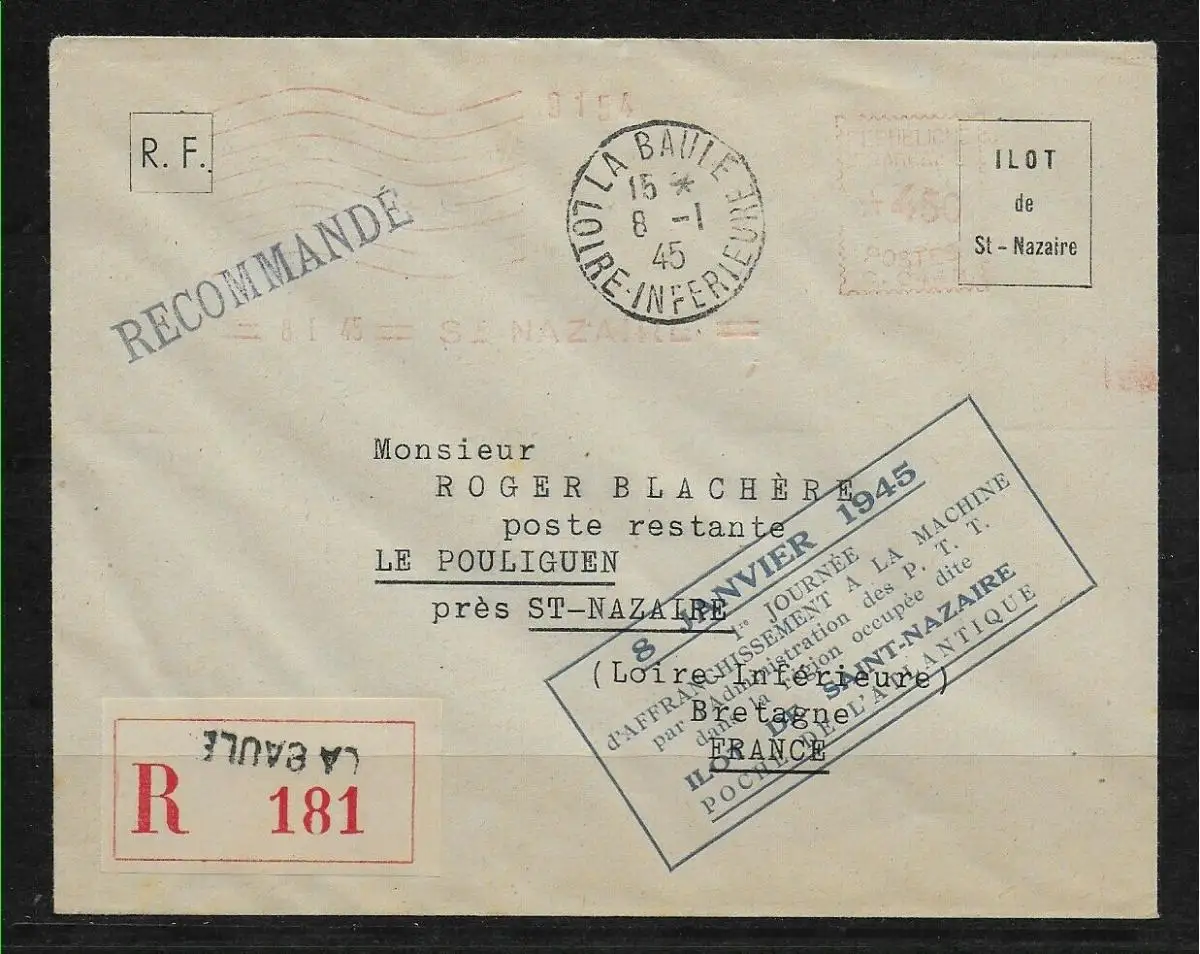 R. F.
RECOMMANDÉ
LA BAULE
15 *
8 -1
45
LOIRE-INFERIEURE
POSTES
ILOT
de
St - Nazaire
= 8 1 45 == St NAZAIRE =
Monsieur
ROGER BLACHÈRE
poste restante
LE POULIGUEN
près ST-NAZAIRE
(Loire Inférieure)
Bretagne
FRANCE
8 JANVIER 1945
1re JOURNÉE
d'AFFRANCHISSEMENT A LA MACHINE
par l'Administration des P. T. T.
dans la région occupée dite
ILOT DE SAINT-NAZAIRE
POCHE DE L'ATLANTIQUE
LA BAULE
R 181